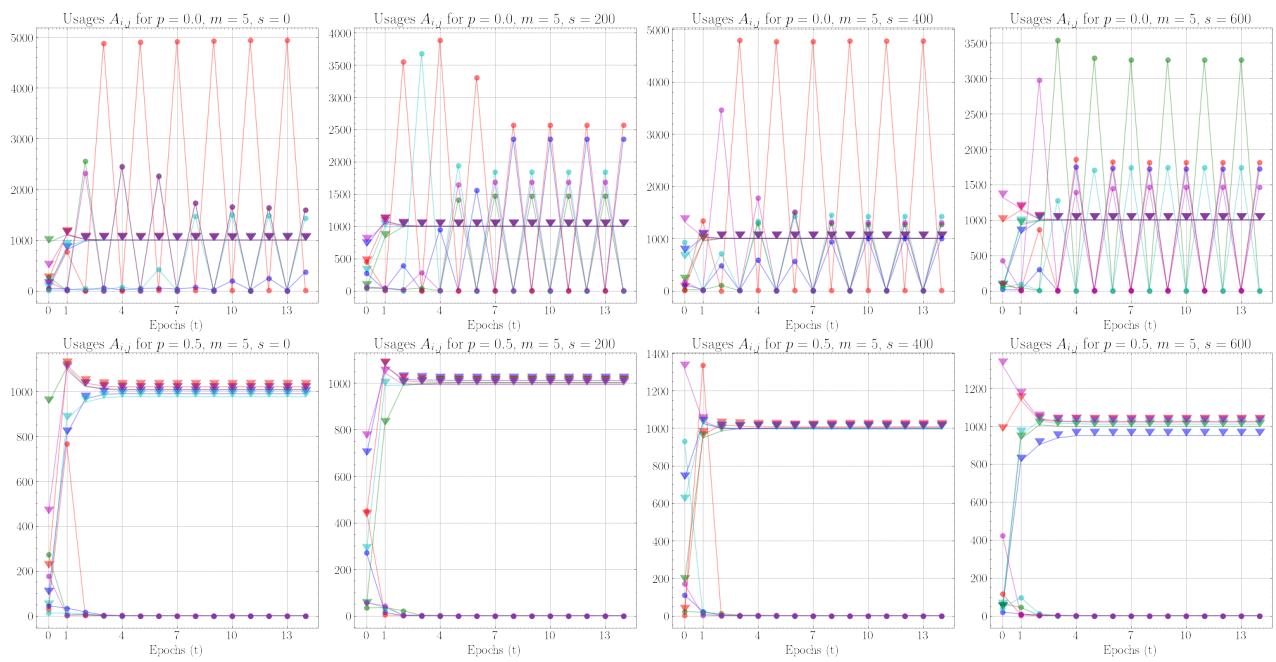 Usages A_{i,j} for p = 0.0, m = 5, s = 0
5000
4000
3000
2000
1000
0
0 1 4 7 10 13
Epochs (t)
Usages A_{i,j} for p = 0.0, m = 5, s = 200
4000
3500
3000
2500
2000
1500
1000
500
0
0 1 4 7 10 13
Epochs (t)
Usages A_{i,j} for p = 0.0, m = 5, s = 400
5000
4000
3000
2000
1000
0
0 1 4 7 10 13
Epochs (t)
Usages A_{i,j} for p = 0.0, m = 5, s = 600
3500
3000
2500
2000
1500
1000
500
0
0 1 4 7 10 13
Epochs (t)
Usages A_{i,j} for p = 0.5, m = 5, s = 0
1000
800
600
400
200
0
0 1 4 7 10 13
Epochs (t)
Usages A_{i,j} for p = 0.5, m = 5, s = 200
1000
800
600
400
200
0
0 1 4 7 10 13
Epochs (t)
Usages A_{i,j} for p = 0.5, m = 5, s = 400
1400
1200
1000
800
600
400
200
0
0 1 4 7 10 13
Epochs (t)
Usages A_{i,j} for p = 0.5, m = 5, s = 600
1200
1000
800
600
400
200
0
0 1 4 7 10 13
Epochs (t)